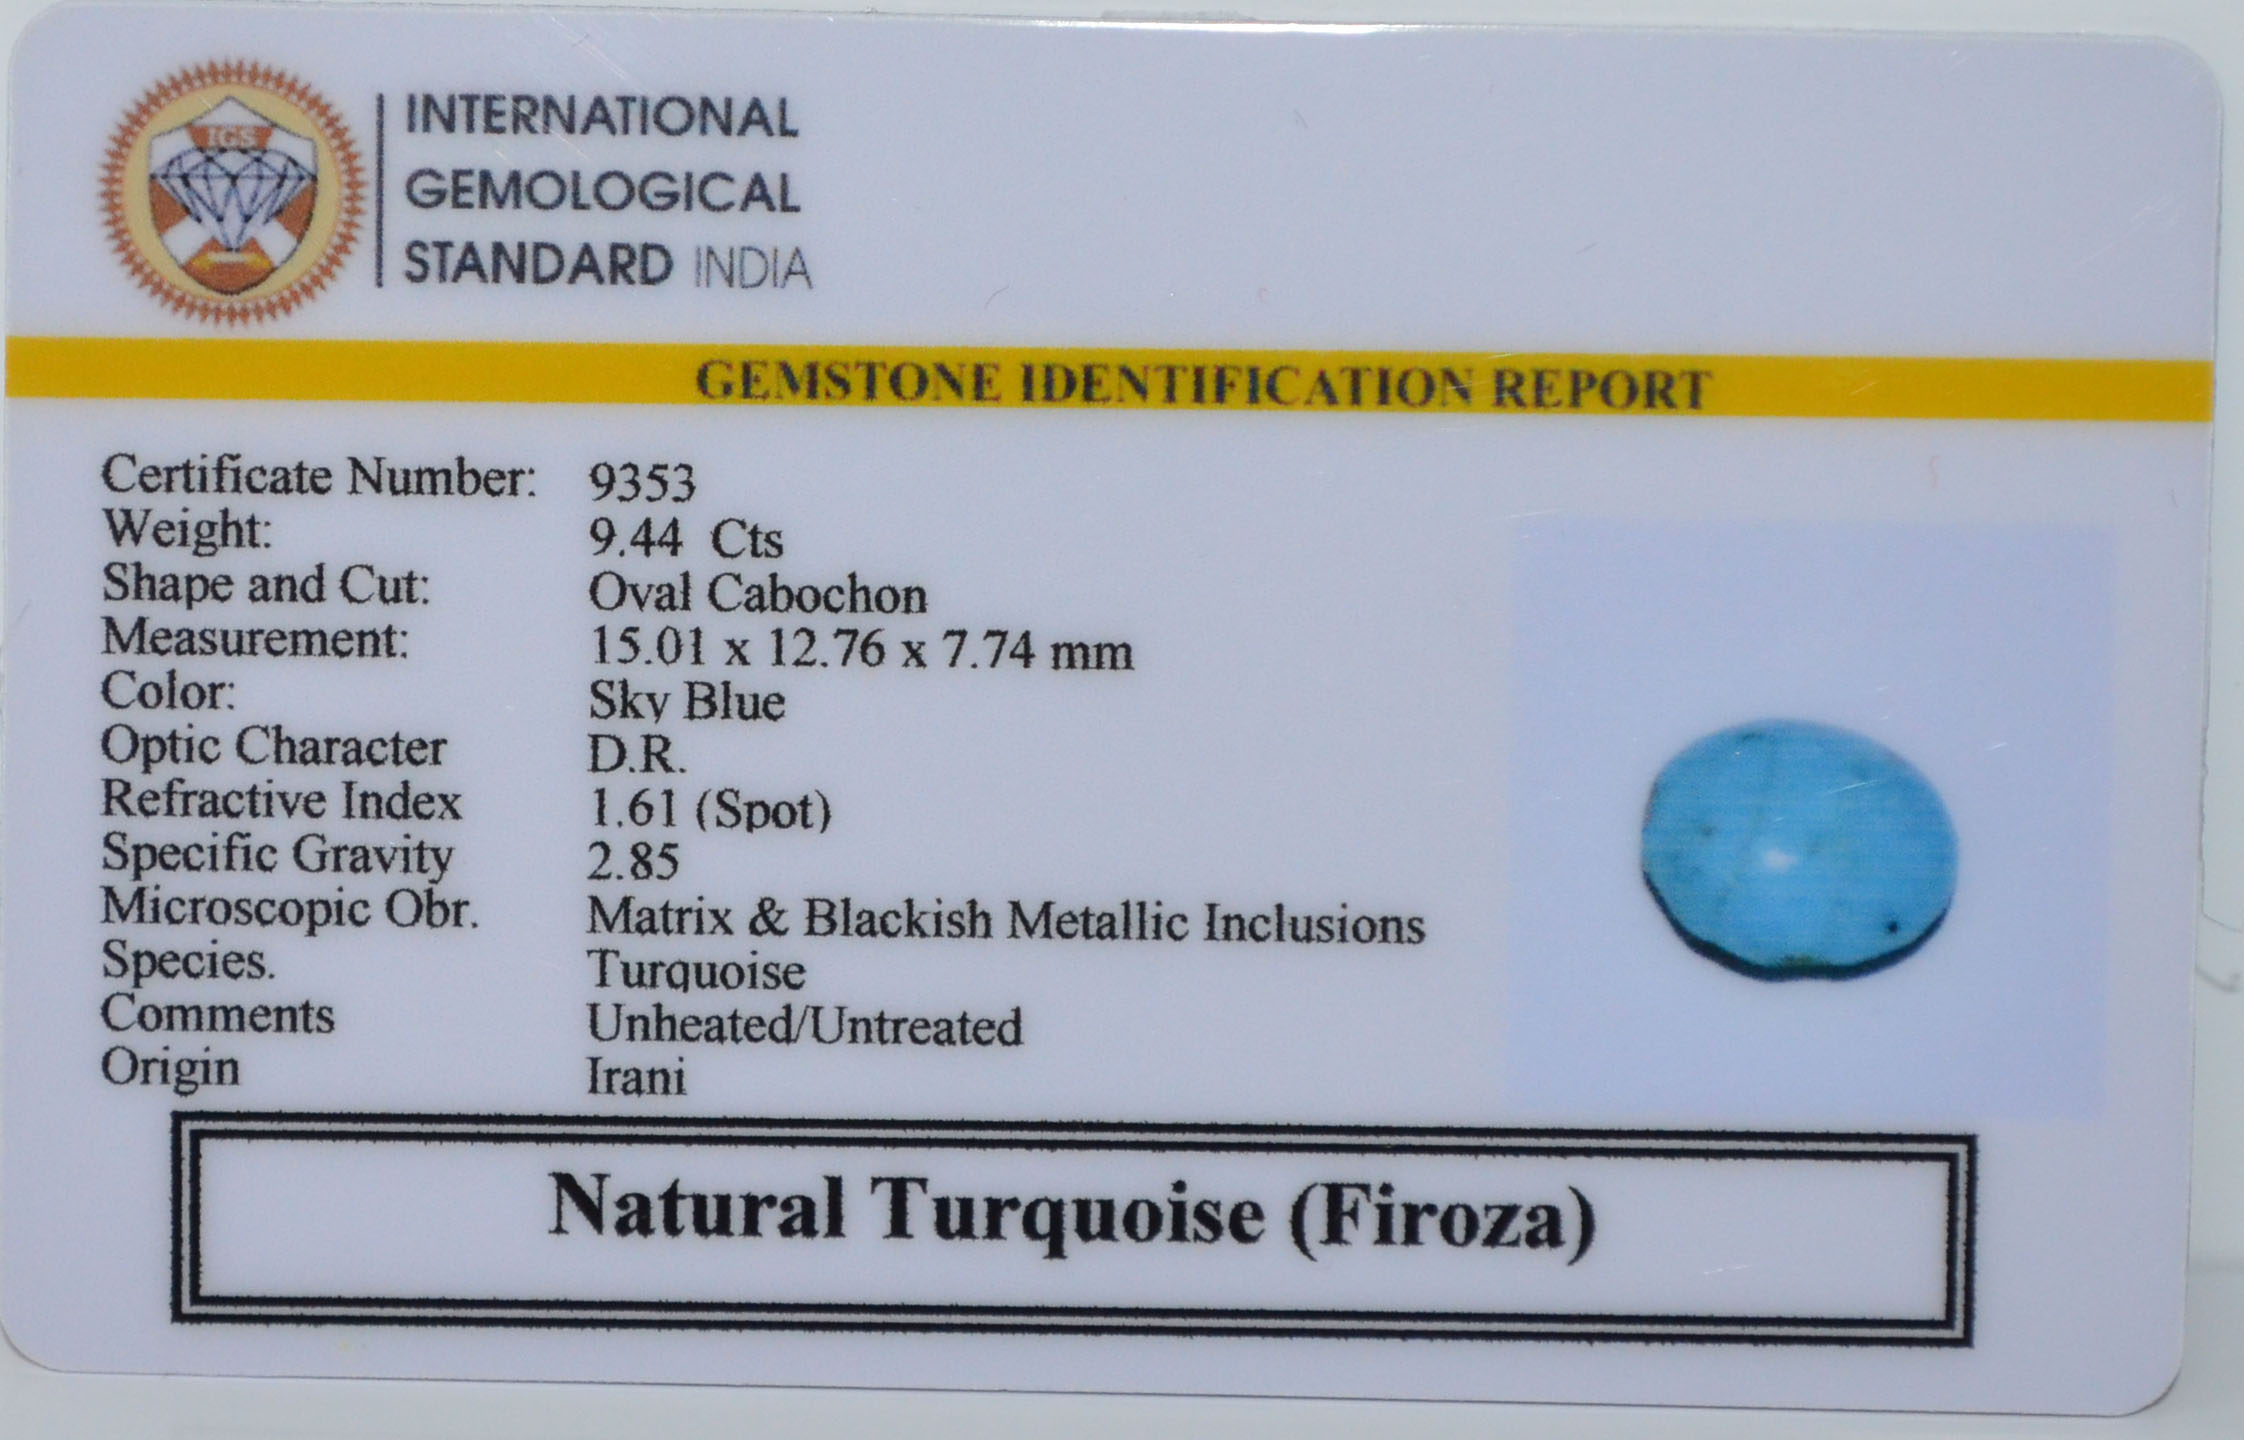 IGS
INTERNATIONAL
GEMOLOGICAL
STANDARD INDIA
GEMSTONE IDENTIFICATION REPORT
Certificate Number: 9353
Weight: 9.44 Cts
Shape and Cut: Oval Cabochon
Measurement: 15.01 x 12.76 x 7.74 mm
Color: Sky Blue
Optic Character D.R.
Refractive Index 1.61 (Spot)
Specific Gravity 2.85
Microscopic Obr. Matrix & Blackish Metallic Inclusions
Species. Turquoise
Comments Unheated/Untreated
Origin Irani
Natural Turquoise (Firoza)